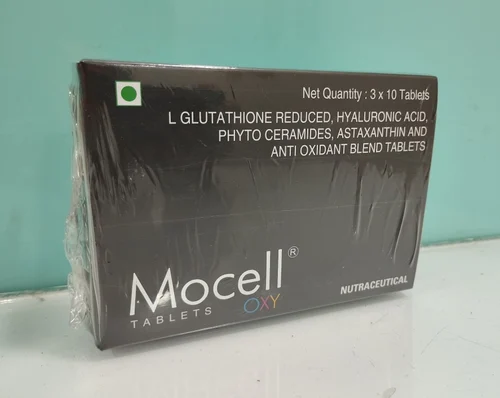 Net Quantity : 3 x 10 Tablets
L GLUTATHIONE REDUCED, HYALURONIC ACID,
PHYTO CERAMIDES, ASTAXANTHIN AND
ANTI OXIDANT BLEND TABLETS
Mocell®
TABLETS OXY
NUTRACEUTICAL